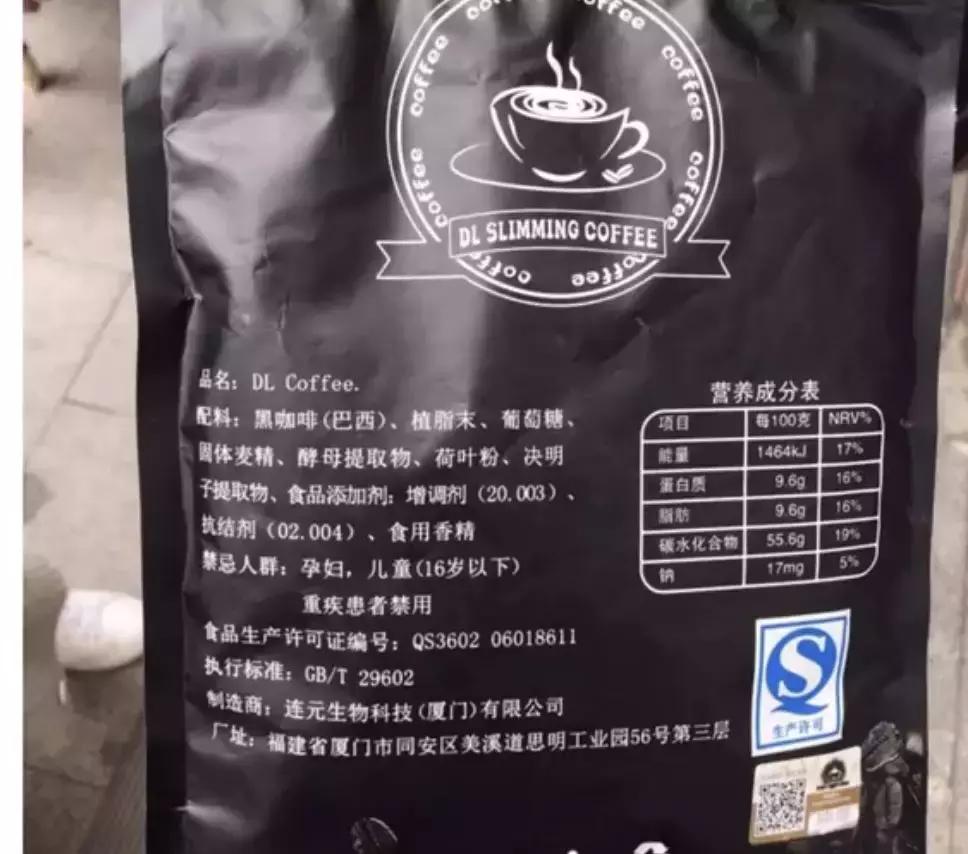 coffee
coffee
coffee
coffee
coffee
coffee
DL SLIMMING COFFEE
coffee
coffee
coffee
品名：DL Coffee.
配料：黑咖啡(巴西)、植脂末、葡萄糖、
固体麦精、酵母提取物、荷叶粉、决明
子提取物、食品添加剂：增调剂（20.003）、
抗结剂（02.004）、食用香精
禁忌人群：孕妇，儿童(16岁以下)
重疾患者禁用
食品生产许可证编号：QS3602 06018611
执行标准：GB/T 29602
制造商：连元生物科技(厦门)有限公司
厂址：福建省厦门市同安区美溪道思明工业园56号第三层
营养成分表
项目 每100克 NRV%
能量 1464kJ 17%
蛋白质 9.6g 16%
脂肪 9.6g 16%
碳水化合物 55.6g 19%
钠 17mg 5%
生产许可